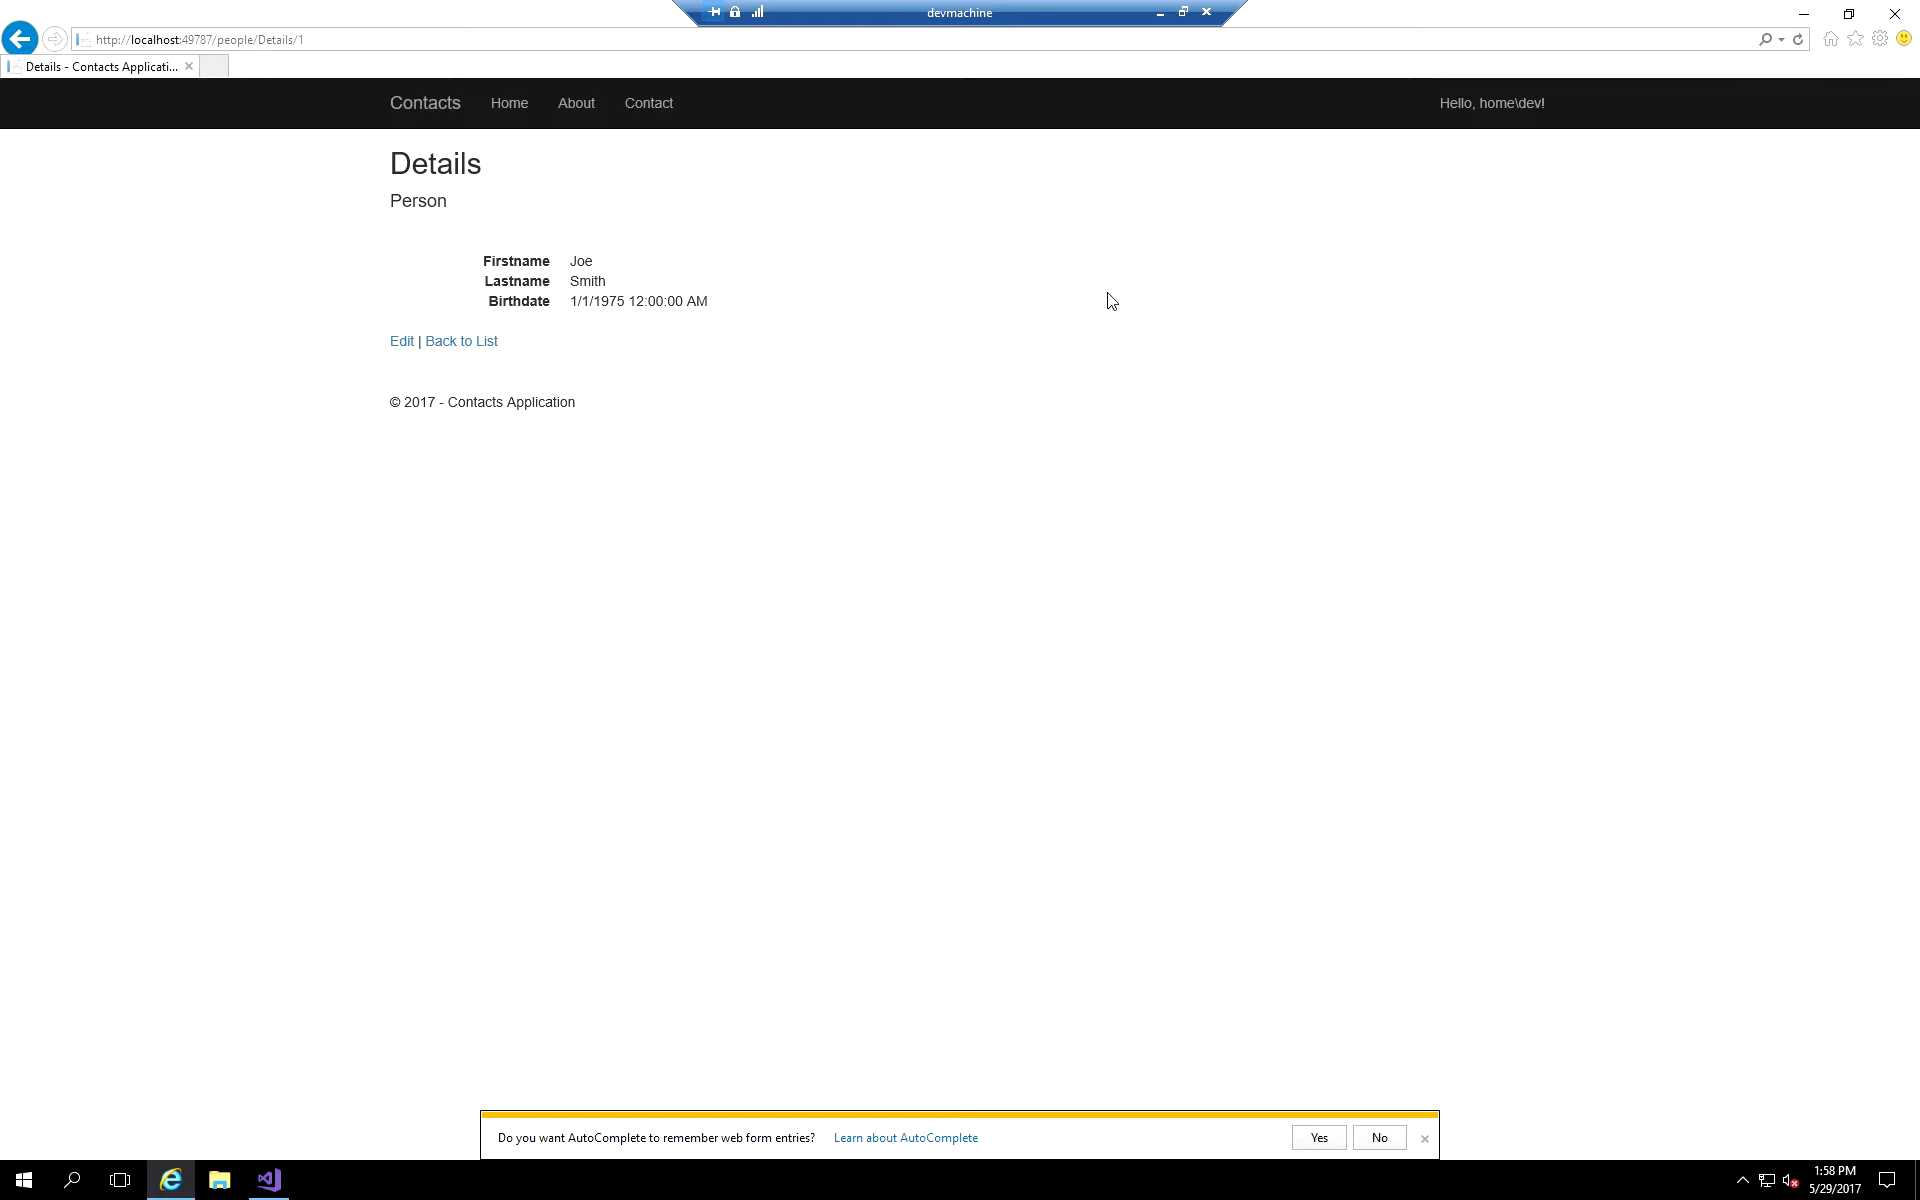 devmachine
http://localhost:49787/people/Details/1
Details - Contacts Applicati...
Contacts Home About Contact Hello, home\dev!
Details
Person
Firstname Joe
Lastname Smith
Birthdate 1/1/1975 12:00:00 AM
Edit | Back to List
© 2017 - Contacts Application
Do you want AutoComplete to remember web form entries? Learn about AutoComplete Yes No
1:58 PM
5/29/2017